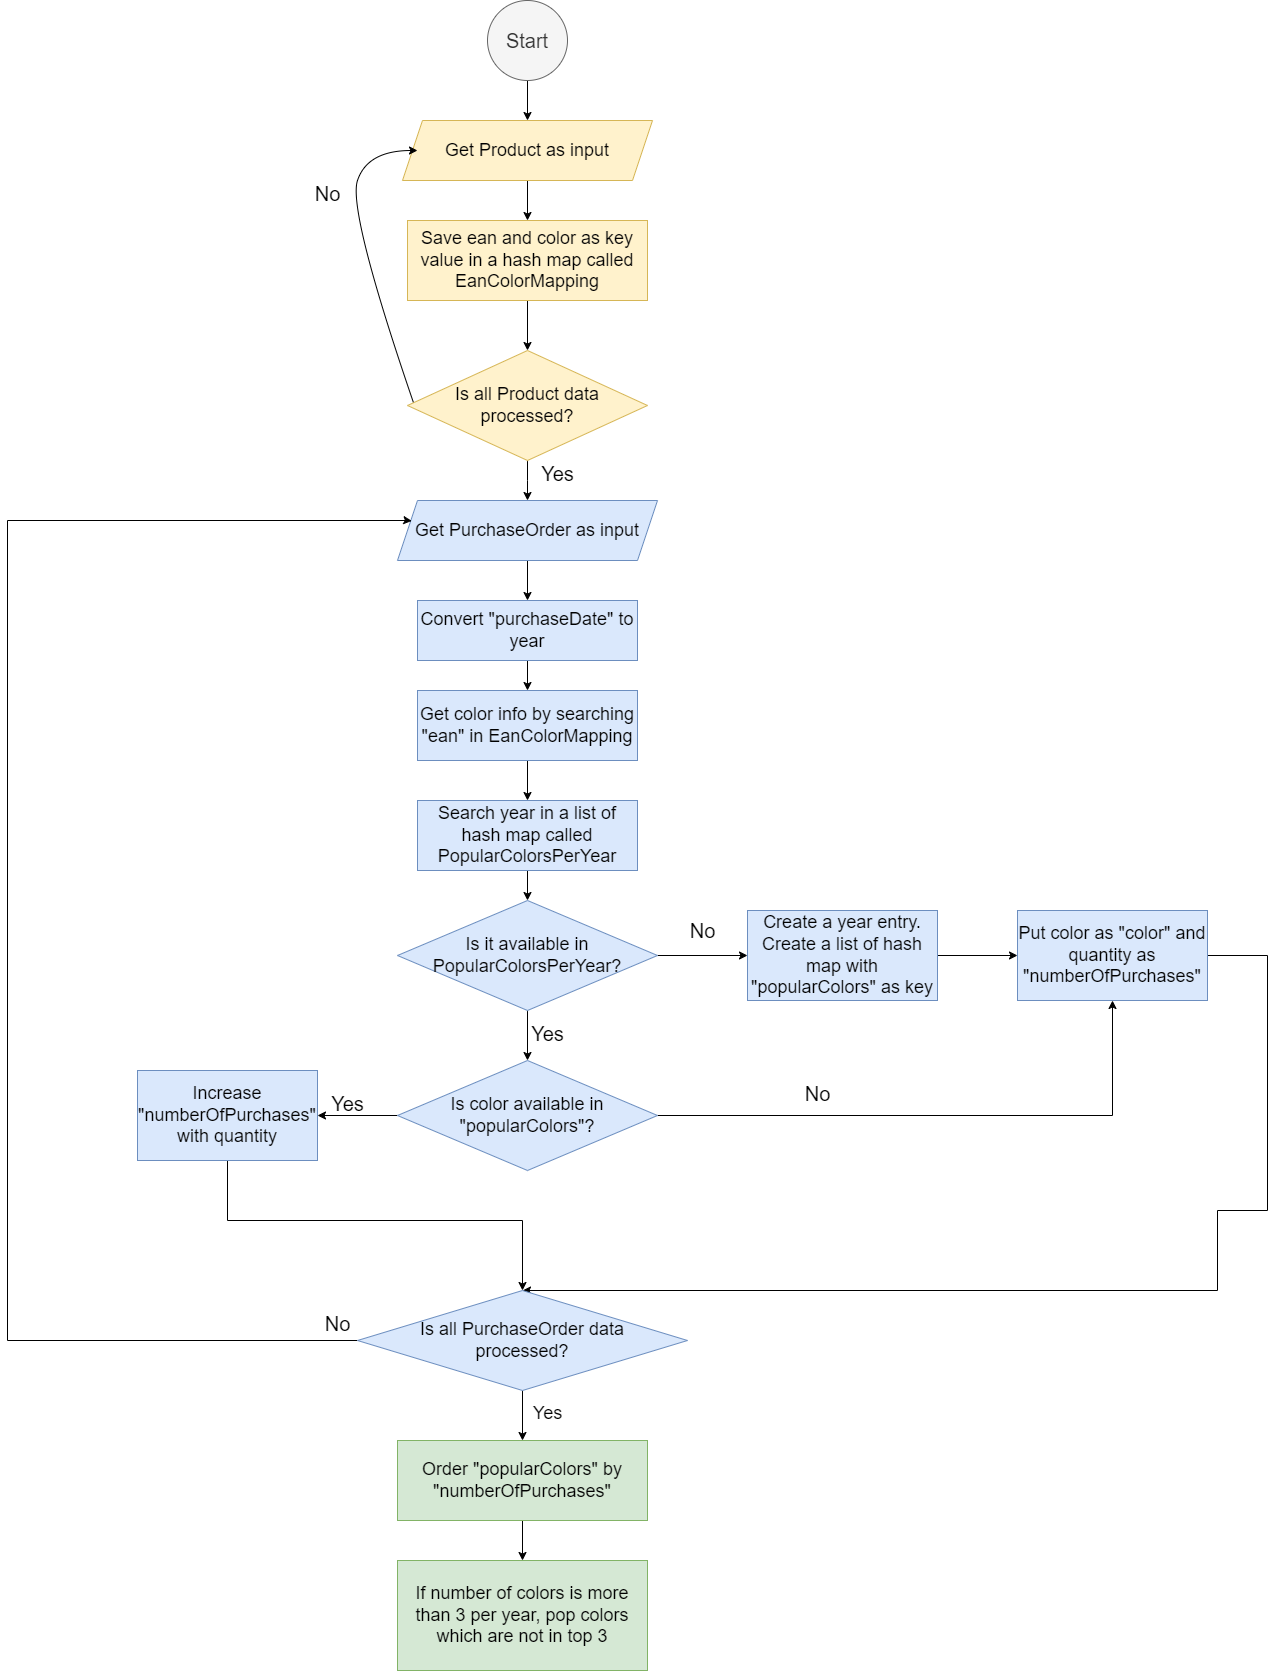 Start
Get Product as input
No
Save ean and color as key
value in a hash map called
EanColorMapping
Is all Product data
processed?
Yes
Get PurchaseOrder as input
Convert "purchaseDate" to
year
Get color info by searching
"ean" in EanColorMapping
Search year in a list of
hash map called
PopularColorsPerYear
Is it available in
PopularColorsPerYear?
No
Create a year entry.
Create a list of hash
map with
"popularColors" as key
Put color as "color" and
quantity as
"numberOfPurchases"
Yes
Is color available in
"popularColors"?
No
Yes
Increase
"numberOfPurchases"
with quantity
Is all PurchaseOrder data
processed?
No
Yes
Order "popularColors" by
"numberOfPurchases"
If number of colors is more
than 3 per year, pop colors
which are not in top 3